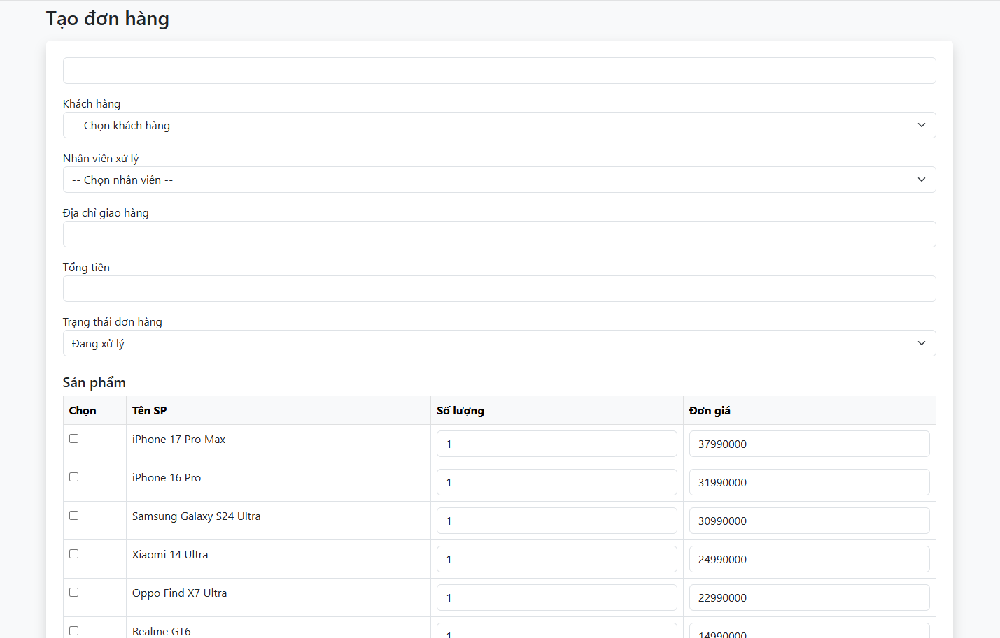 Tạo đơn hàng
Khách hàng
-- Chọn khách hàng --
Nhân viên xử lý
-- Chọn nhân viên --
Địa chỉ giao hàng
Tổng tiền
Trạng thái đơn hàng
Đang xử lý
Sản phẩm
Chọn Tên SP Số lượng Đơn giá
iPhone 17 Pro Max 1 37990000
iPhone 16 Pro 1 31990000
Samsung Galaxy S24 Ultra 1 30990000
Xiaomi 14 Ultra 1 24990000
Oppo Find X7 Ultra 1 22990000
Realme GT6 1 14990000